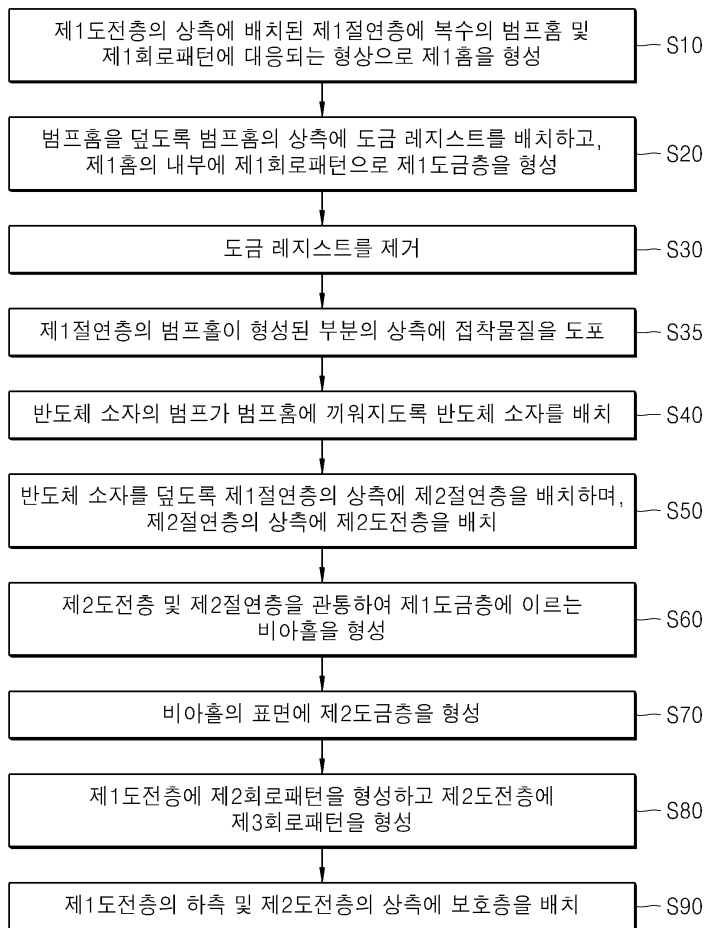 제1도전층의 상측에 배치된 제1절연층에 복수의 범프홈 및
제1회로패턴에 대응되는 형상으로 제1홈을 형성
S10
범프홈을 덮도록 범프홈의 상측에 도금 레지스트를 배치하고,
제1홈의 내부에 제1회로패턴으로 제1도금층을 형성
S20
도금 레지스트를 제거
S30
제1절연층의 범프홀이 형성된 부분의 상측에 접착물질을 도포
S35
반도체 소자의 범프가 범프홈에 끼워지도록 반도체 소자를 배치
S40
반도체 소자를 덮도록 제1절연층의 상측에 제2절연층을 배치하며,
제2절연층의 상측에 제2도전층을 배치
S50
제2도전층 및 제2절연층을 관통하여 제1도금층에 이르는
비아홀을 형성
S60
비아홀의 표면에 제2도금층을 형성
S70
제1도전층에 제2회로패턴을 형성하고 제2도전층에
제3회로패턴을 형성
S80
제1도전층의 하측 및 제2도전층의 상측에 보호층을 배치
S90